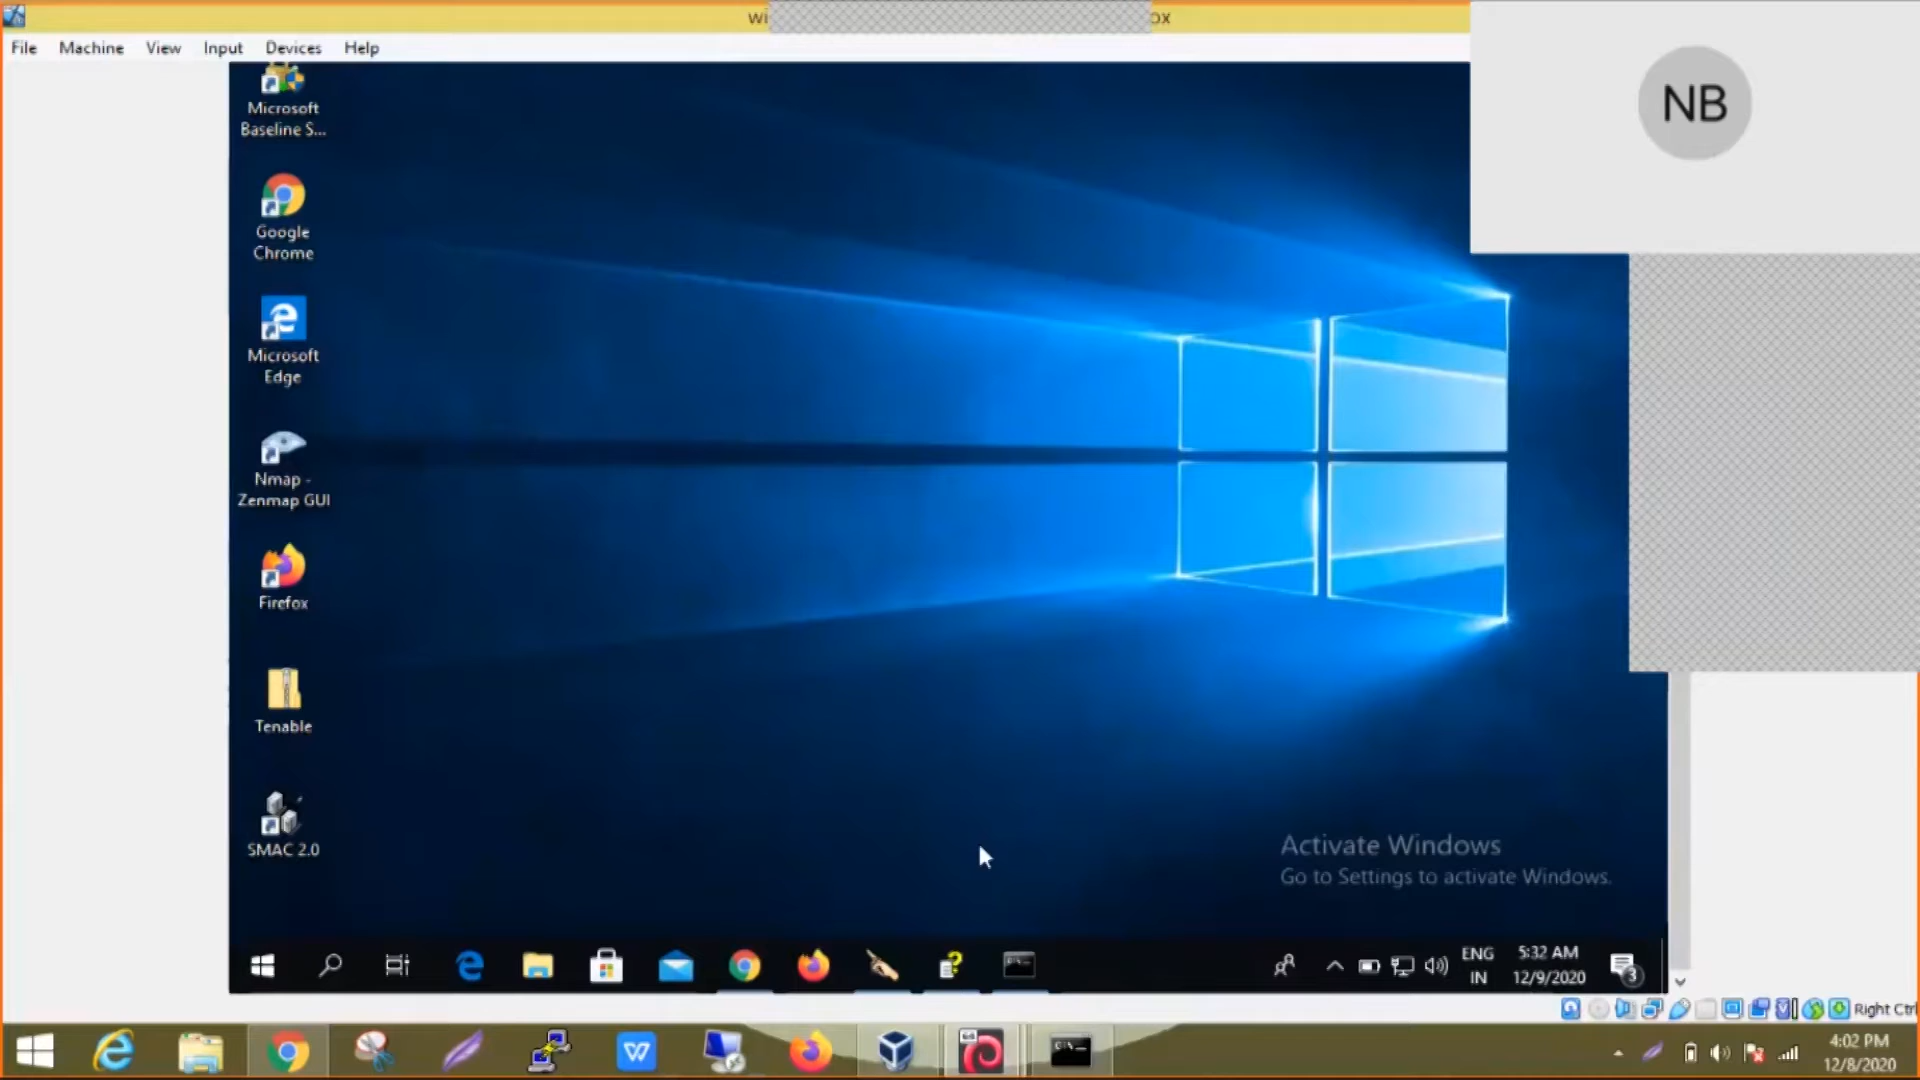 File Machine View Input Devices Help
NB
Microsoft
Baseline S...
Google
Chrome
Microsoft
Edge
Nmap -
Zenmap GUI
Firefox
Tenable
SMAC 2.0
Activate Windows
Go to Settings to activate Windows.
ENG
IN
5:32 AM
12/9/2020
3
Right Ctrl
4:02 PM
12/8/2020